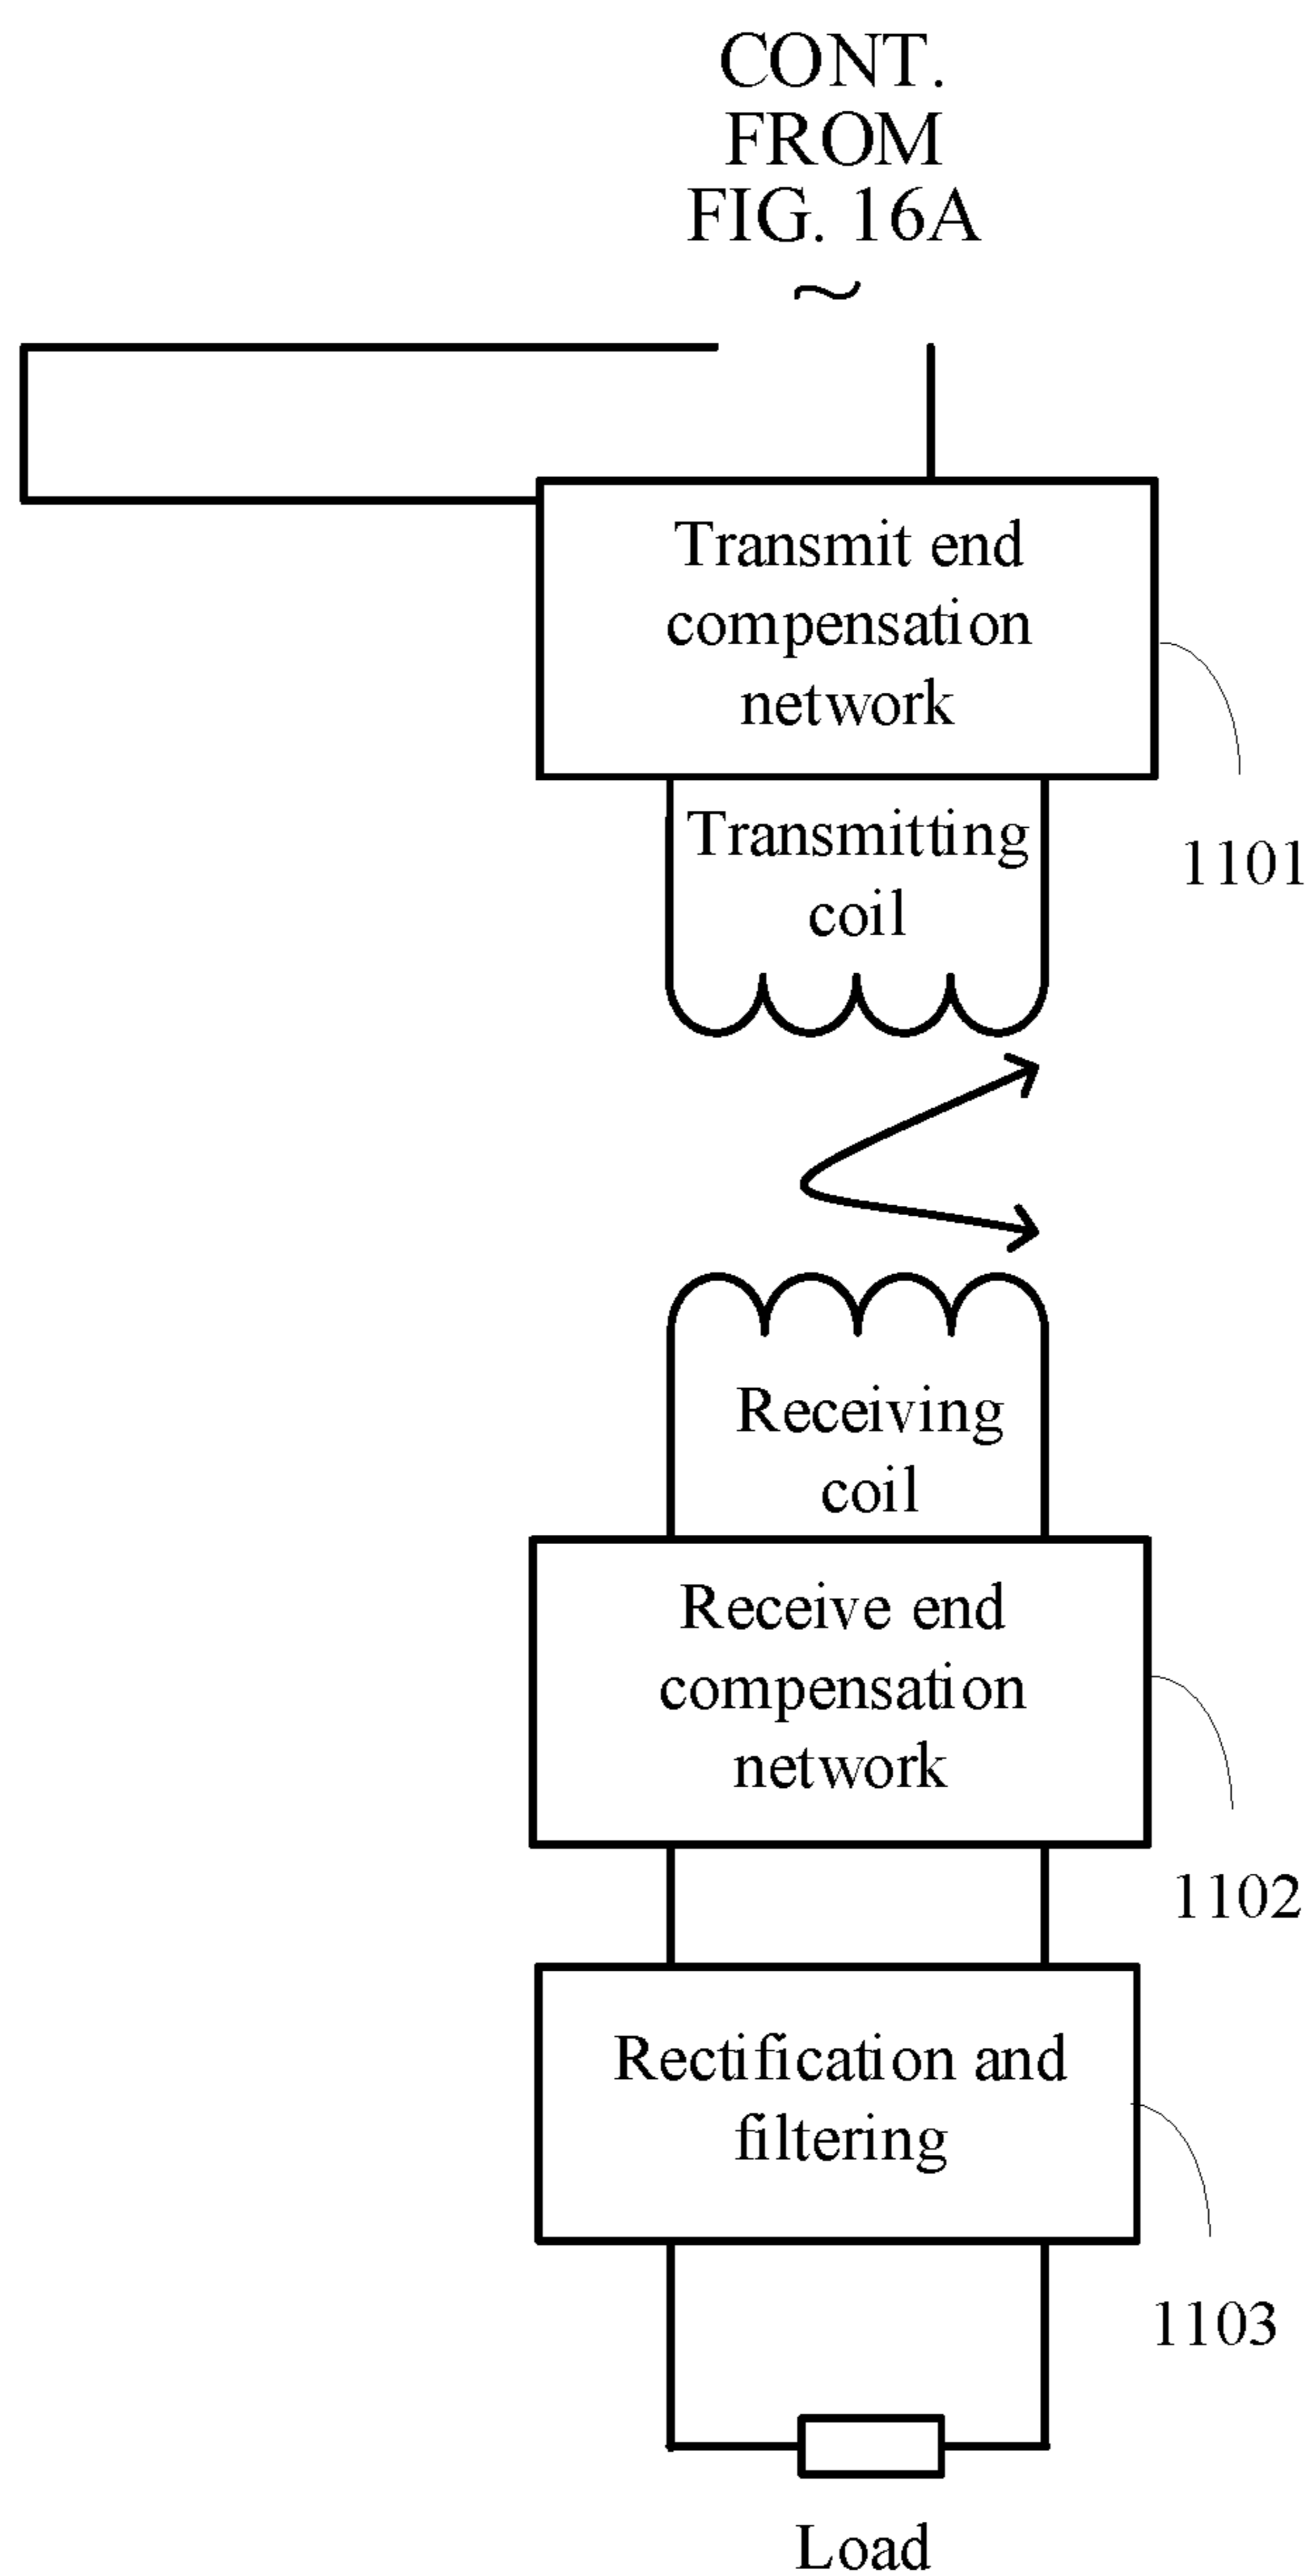 CONT.
FROM
FIG. 16A
~
Transmit end
compensation
network
1101
Transmitting
coil
Receiving
coil
Receive end
compensation
network
1102
Rectification and
filtering
1103
Load